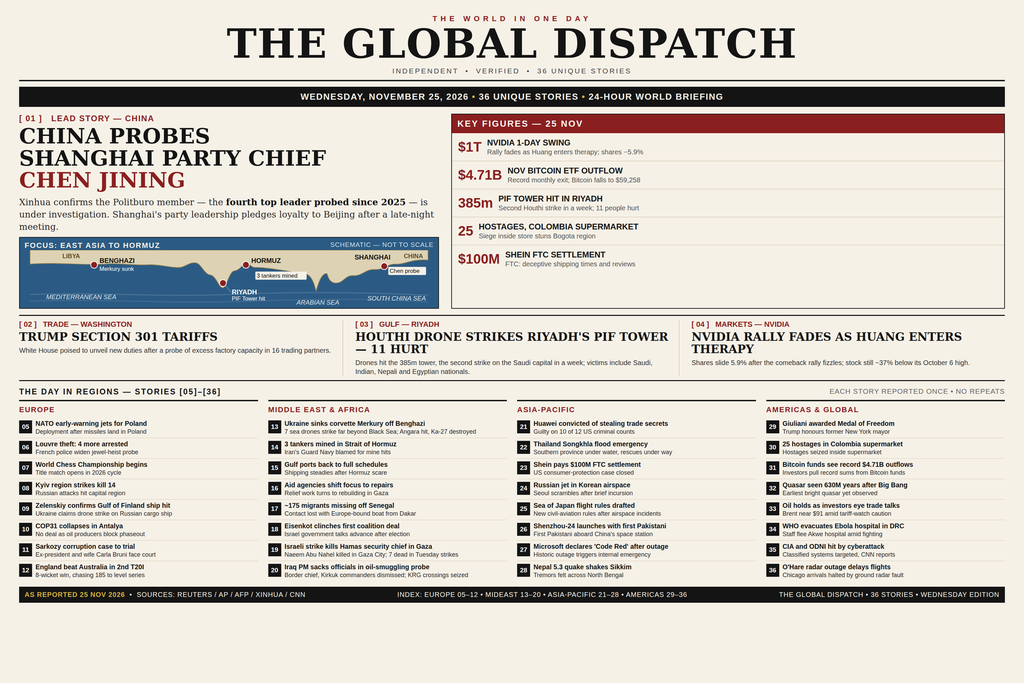 THE WORLD IN ONE DAY
THE GLOBAL DISPATCH
INDEPENDENT • VERIFIED • 36 UNIQUE STORIES
WEDNESDAY, NOVEMBER 25, 2026 • 36 UNIQUE STORIES • 24-HOUR WORLD BRIEFING
[ 01 ] LEAD STORY — CHINA
CHINA PROBES
SHANGHAI PARTY CHIEF
CHEN JINING
Xinhua confirms the Politburo member — the fourth top leader probed since 2025 — is
under investigation. Shanghai's party leadership pledges loyalty to Beijing after a late-night
meeting.
FOCUS: EAST ASIA TO HORMUZ
SCHEMATIC — NOT TO SCALE
LIBYA
BENGHAZI
Merkury sunk
HORMUZ
3 tankers mined
SHANGHAI
CHINA
Chen probe
RIYADH
PIF Tower hit
MEDITERRANEAN SEA
ARABIAN SEA
SOUTH CHINA SEA
KEY FIGURES — 25 NOV
$1T NVIDIA 1-DAY SWING
Rally fades as Huang enters therapy; shares −5.9%
$4.71B NOV BITCOIN ETF OUTFLOW
Record monthly exit; Bitcoin falls to $59,258
385m PIF TOWER HIT IN RIYADH
Second Houthi strike in a week; 11 people hurt
25 HOSTAGES, COLOMBIA SUPERMARKET
Siege inside store stuns Bogota region
$100M SHEIN FTC SETTLEMENT
FTC: deceptive shipping times and reviews
[ 02 ] TRADE — WASHINGTON
TRUMP SECTION 301 TARIFFS
White House poised to unveil new duties after a probe of excess factory capacity in 16 trading partners.
[ 03 ] GULF — RIYADH
HOUTHI DRONE STRIKES RIYADH'S PIF TOWER
— 11 HURT
Drones hit the 385m tower, the second strike on the Saudi capital in a week; victims include Saudi,
Indian, Nepali and Egyptian nationals.
[ 04 ] MARKETS — NVIDIA
NVIDIA RALLY FADES AS HUANG ENTERS
THERAPY
Shares slide 5.9% after the comeback rally fizzles; stock still ~37% below its October 6 high.
THE DAY IN REGIONS — STORIES [05]–[36]
EACH STORY REPORTED ONCE • NO REPEATS
EUROPE
05 NATO early-warning jets for Poland
Deployment after missiles land in Poland
06 Louvre theft: 4 more arrested
French police widen jewel-heist probe
07 World Chess Championship begins
Title match opens in 2026 cycle
08 Kyiv region strikes kill 14
Russian attacks hit capital region
09 Zelenskiy confirms Gulf of Finland ship hit
Ukraine claims drone strike on Russian cargo ship
10 COP31 collapses in Antalya
No deal as oil producers block phaseout
11 Sarkozy corruption case to trial
Ex-president and wife Carla Bruni face court
12 England beat Australia in 2nd T20I
8-wicket win, chasing 185 to level series
MIDDLE EAST & AFRICA
13 Ukraine sinks corvette Merkury off Benghazi
7 sea drones strike far beyond Black Sea; Angara hit, Ka-27 destroyed
14 3 tankers mined in Strait of Hormuz
Iran's Guard Navy blamed for mine hits
15 Gulf ports back to full schedules
Shipping steadies after Hormuz scare
16 Aid agencies shift focus to repairs
Relief work turns to rebuilding in Gaza
17 ~175 migrants missing off Senegal
Contact lost with Europe-bound boat from Dakar
18 Eisenkot clinches first coalition deal
Israel government talks advance after election
19 Israeli strike kills Hamas security chief in Gaza
Naeem Abu Nahel killed in Gaza City; 7 dead in Tuesday strikes
20 Iraq PM sacks officials in oil-smuggling probe
Border chief, Kirkuk commanders dismissed; KRG crossings seized
ASIA-PACIFIC
21 Huawei convicted of stealing trade secrets
Guilty on 10 of 12 US criminal counts
22 Thailand Songkhla flood emergency
Southern province under water, rescues under way
23 Shein pays $100M FTC settlement
US consumer-protection case closed
24 Russian jet in Korean airspace
Seoul scrambles after brief incursion
25 Sea of Japan flight rules drafted
New civil-aviation rules after airspace incidents
26 Shenzhou-24 launches with first Pakistani
First Pakistani aboard China's space station
27 Microsoft declares 'Code Red' after outage
Historic outage triggers internal emergency
28 Nepal 5.3 quake shakes Sikkim
Tremors felt across North Bengal
AMERICAS & GLOBAL
29 Giuliani awarded Medal of Freedom
Trump honours former New York mayor
30 25 hostages in Colombia supermarket
Hostages seized inside supermarket
31 Bitcoin funds see record $4.71B outflows
Investors pull record sums from Bitcoin funds
32 Quasar seen 630M years after Big Bang
Earliest bright quasar yet observed
33 Oil holds as investors eye trade talks
Brent near $91 amid tariff-watch caution
34 WHO evacuates Ebola hospital in DRC
Staff flee Akwe hospital amid fighting
35 CIA and ODNI hit by cyberattack
Classified systems targeted, CNN reports
36 O'Hare radar outage delays flights
Chicago arrivals halted by ground radar fault
AS REPORTED 25 NOV 2026 • SOURCES: REUTERS / AP / AFP / XINHUA / CNN
INDEX: EUROPE 05–12 • MIDEAST 13–20 • ASIA-PACIFIC 21–28 • AMERICAS 29–36
THE GLOBAL DISPATCH • 36 STORIES • WEDNESDAY EDITION